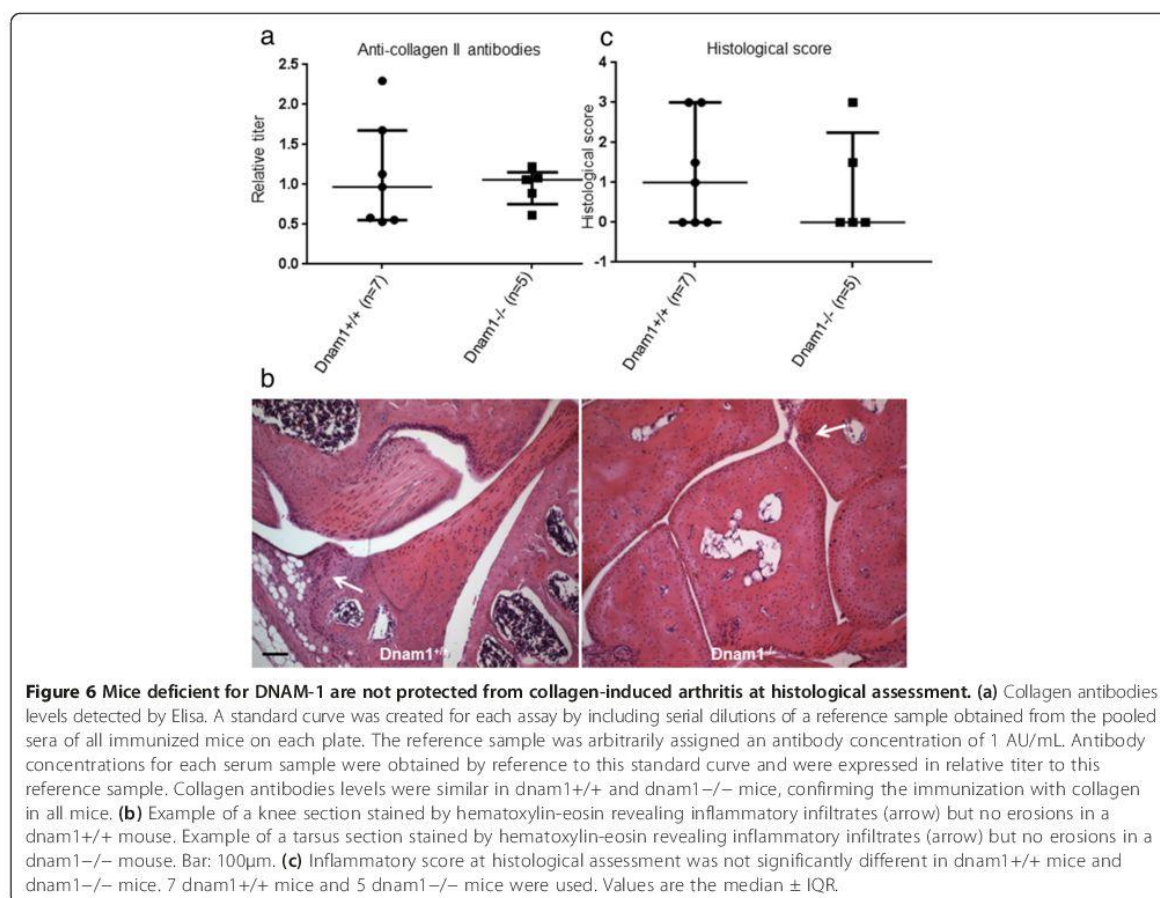 a
Anti-collagen II antibodies
2.5
2.0
1.5
1.0
0.5
0.0
Relative titer
Dnam1+/+ (n=7)
Dnam1-/- (n=5)
c
Histological score
4
3
2
1
0
-1
Histological score
Dnam1+/+ (n=7)
Dnam1-/- (n=5)
b
Dnam1+/+
Dnam1-/-
Figure 6 Mice deficient for DNAM-1 are not protected from collagen-induced arthritis at histological assessment. (a) Collagen antibodies
levels detected by Elisa. A standard curve was created for each assay by including serial dilutions of a reference sample obtained from the pooled
sera of all immunized mice on each plate. The reference sample was arbitrarily assigned an antibody concentration of 1 AU/mL. Antibody
concentrations for each serum sample were obtained by reference to this standard curve and were expressed in relative titer to this
reference sample. Collagen antibodies levels were similar in dnam1+/+ and dnam1−/− mice, confirming the immunization with collagen
in all mice. (b) Example of a knee section stained by hematoxylin-eosin revealing inflammatory infiltrates (arrow) but no erosions in a
dnam1+/+ mouse. Example of a tarsus section stained by hematoxylin-eosin revealing inflammatory infiltrates (arrow) but no erosions in a
dnam1−/− mouse. Bar: 100μm. (c) Inflammatory score at histological assessment was not significantly different in dnam1+/+ mice and
dnam1−/− mice. 7 dnam1+/+ mice and 5 dnam1−/− mice were used. Values are the median ± IQR.